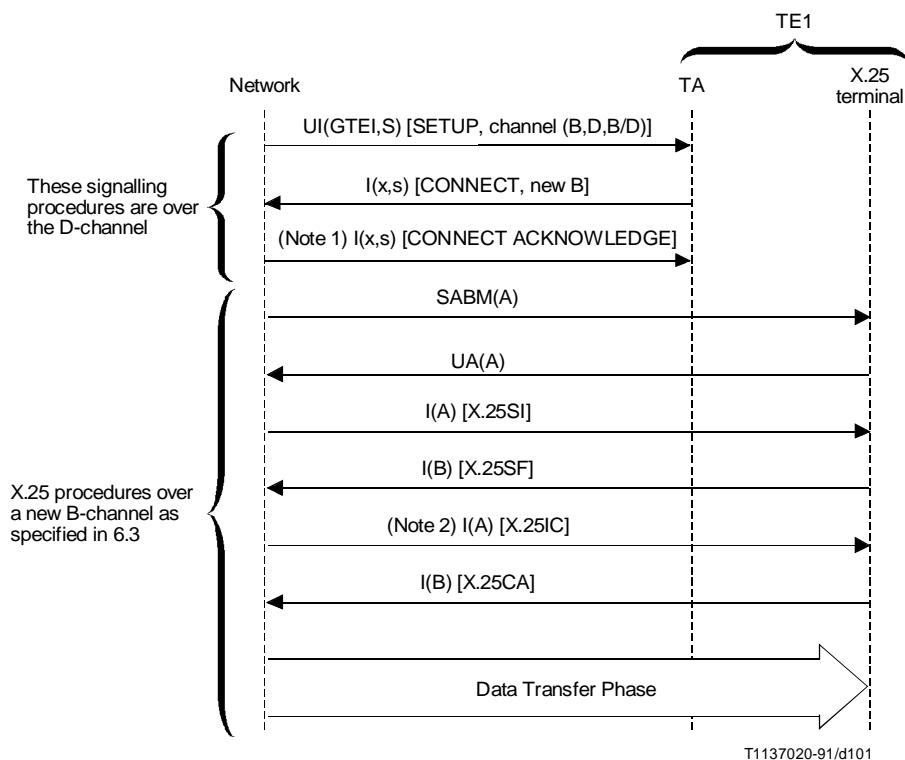 TE1
Network
TA
X.25
terminal
UI(GTEI,S) [SETUP, channel (B,D,B/D)]
These signalling
procedures are over
the D-channel
I(x,s) [CONNECT, new B]
(Note 1) I(x,s) [CONNECT ACKNOWLEDGE]
SABM(A)
UA(A)
I(A) [X.25SI]
I(B) [X.25SF]
X.25 procedures over
a new B-channel as
specified in 6.3
(Note 2) I(A) [X.25IC]
I(B) [X.25CA]
Data Transfer Phase
T1137020-91/d101